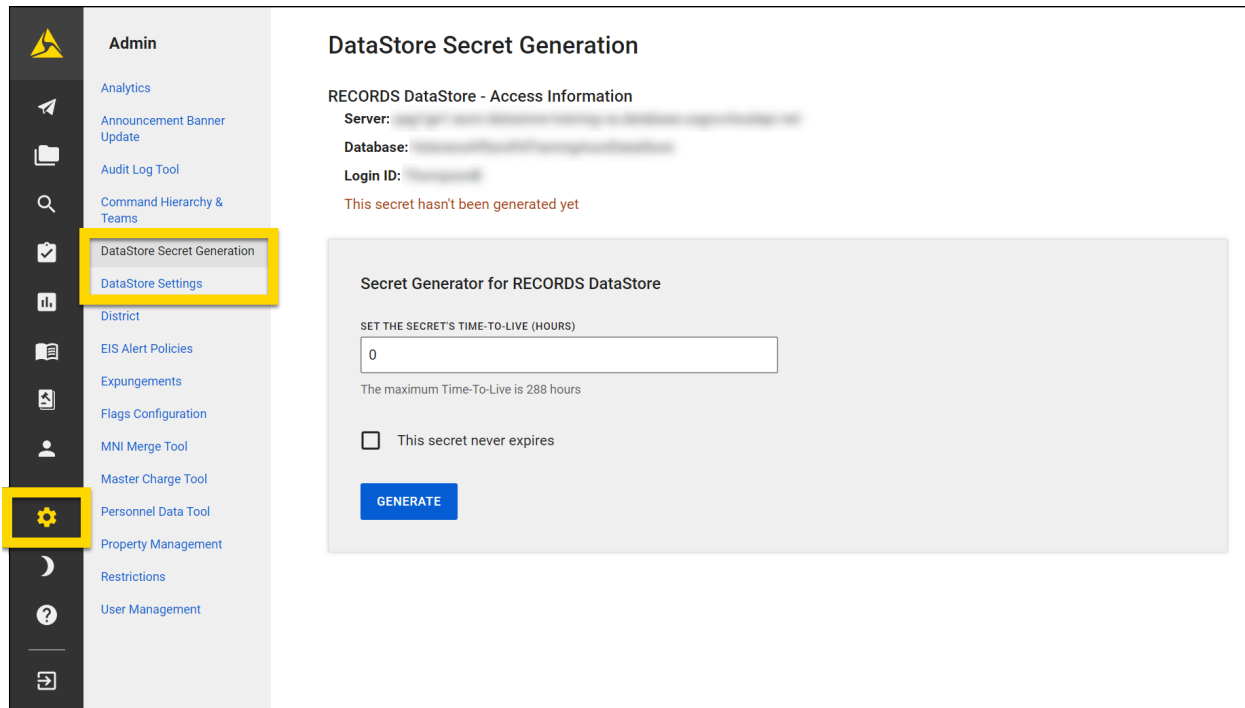 Admin
Analytics
Announcement Banner
Update
Audit Log Tool
Command Hierarchy &
Teams
DataStore Secret Generation
DataStore Settings
District
EIS Alert Policies
Expungements
Flags Configuration
MNI Merge Tool
Master Charge Tool
Personnel Data Tool
Property Management
Restrictions
User Management
DataStore Secret Generation
RECORDS DataStore - Access Information
Server:
Database:
Login ID:
This secret hasn't been generated yet
Secret Generator for RECORDS DataStore
SET THE SECRET'S TIME-TO-LIVE (HOURS)
0
The maximum Time-To-Live is 288 hours
This secret never expires
GENERATE